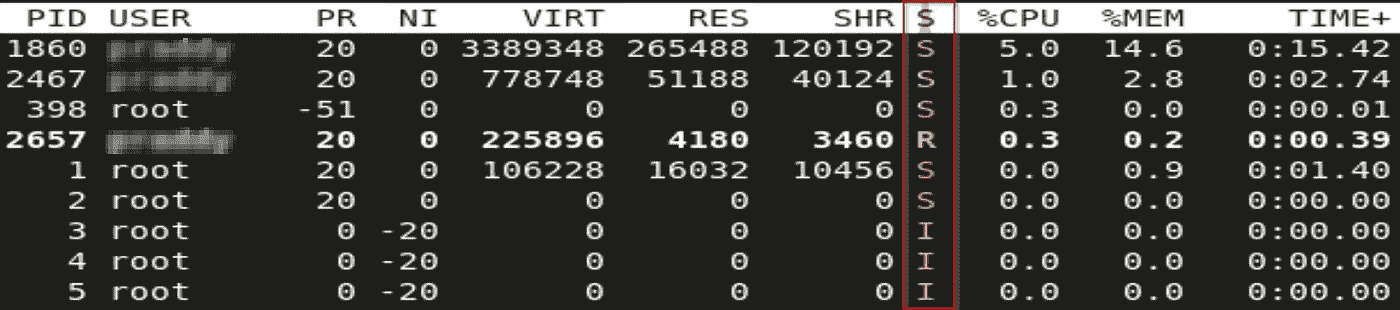 PID USER PR NI VIRT RES SHR S %CPU %MEM TIME+
1860 20 0 3389348 265488 120192 S 5.0 14.6 0:15.42
2467 20 0 778748 51188 40124 S 1.0 2.8 0:02.74
398 root -51 0 0 0 0 S 0.3 0.0 0:00.01
2657 20 0 225896 4180 3460 R 0.3 0.2 0:00.39
1 root 20 0 106228 16032 10456 S 0.0 0.9 0:01.40
2 root 20 0 0 0 0 S 0.0 0.0 0:00.00
3 root 0 -20 0 0 0 I 0.0 0.0 0:00.00
4 root 0 -20 0 0 0 I 0.0 0.0 0:00.00
5 root 0 -20 0 0 0 I 0.0 0.0 0:00.00